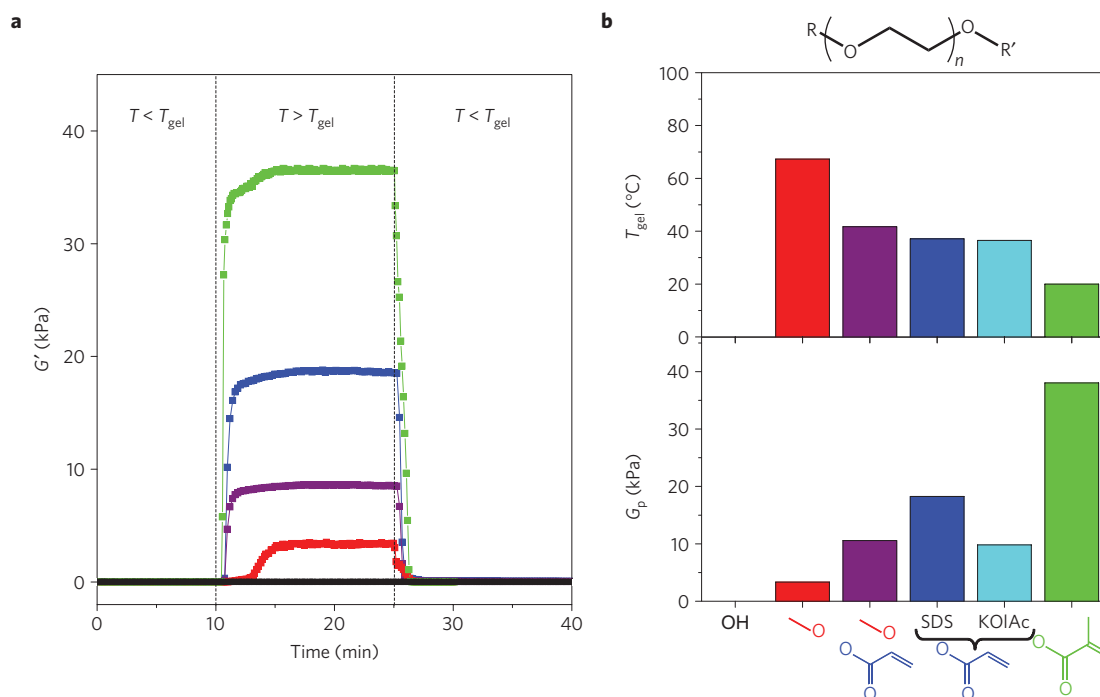 a
T < Tgel
T > Tgel
T < Tgel
40
30
20
10
0
G′ (kPa)
0
10
20
30
40
Time (min)
b
R
O
n
O
R′
100
80
60
40
20
0
Tgel (°C)
40
30
20
10
0
Gp (kPa)
OH
O
O
O
O
SDS
KOlAc
O
O
O
O